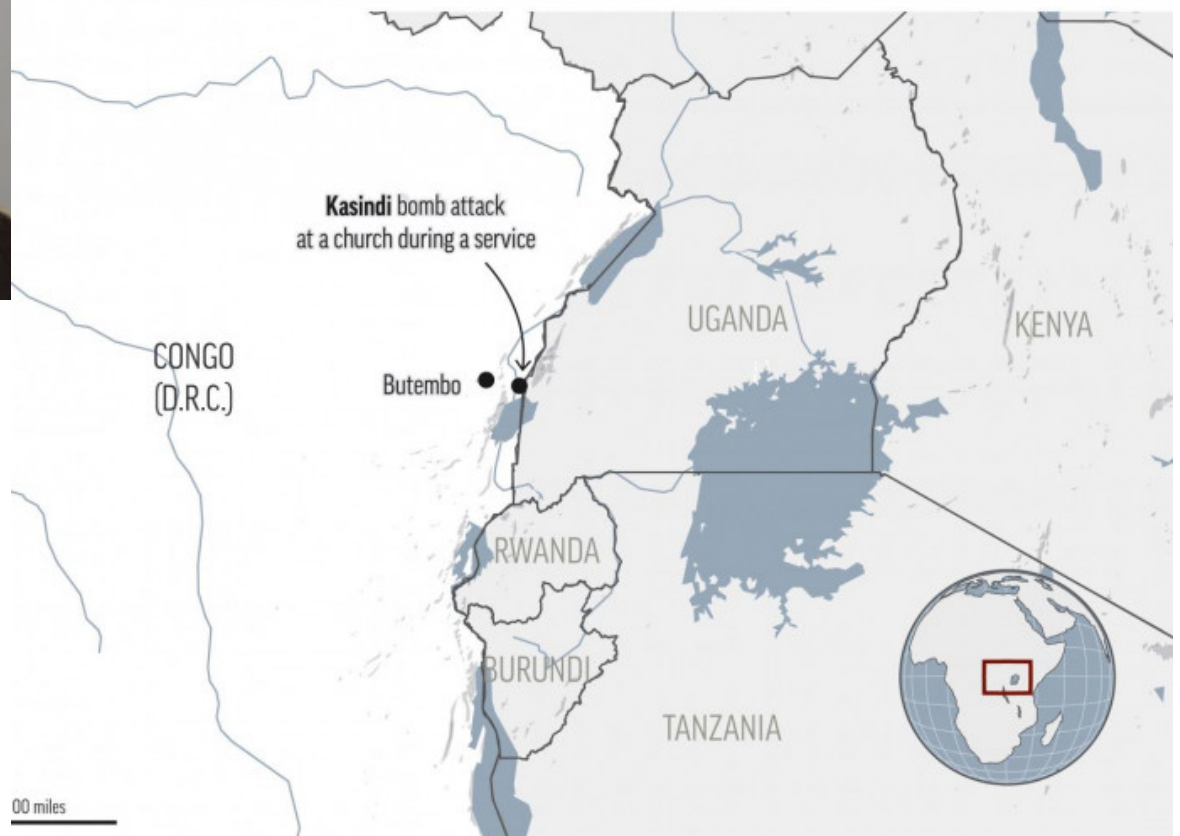 Kasindi bomb attack
at a church during a service
UGANDA
KENYA
CONGO
(D.R.C.)
Butembo
RWANDA
BURUNDI
TANZANIA
00 miles